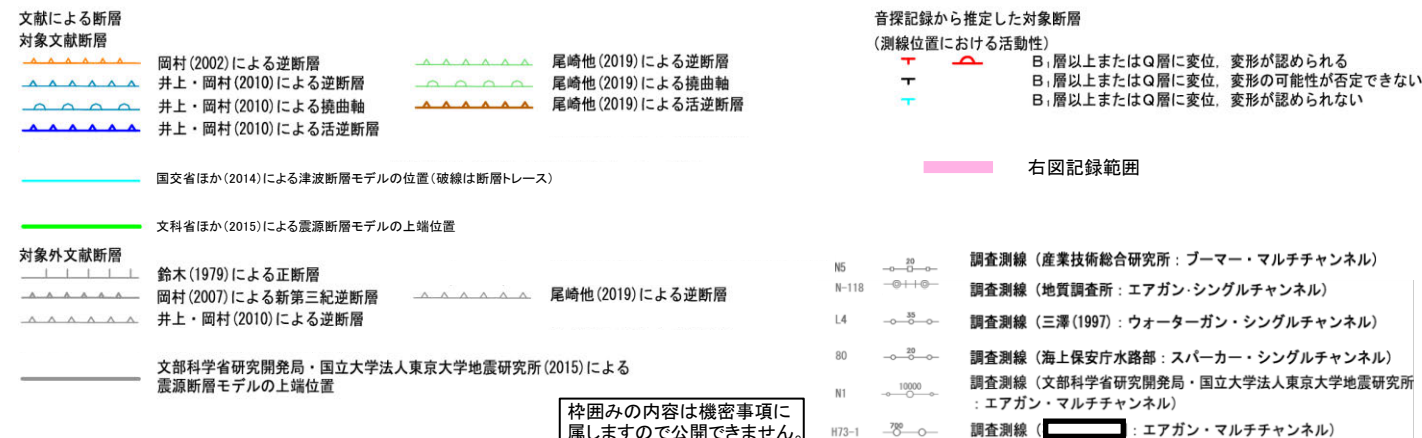 文献による断層
対象文献断層
岡村(2002)による逆断層
井上・岡村(2010)による逆断層
井上・岡村(2010)による撓曲軸
井上・岡村(2010)による活逆断層
尾崎他(2019)による逆断層
尾崎他(2019)による撓曲軸
尾崎他(2019)による活逆断層
国交省ほか(2014)による津波断層モデルの位置(破線は断層トレース)
文科省ほか(2015)による震源断層モデルの上端位置
対象外文献断層
鈴木(1979)による正断層
岡村(2007)による新第三紀逆断層
井上・岡村(2010)による逆断層
尾崎他(2019)による逆断層
文部科学省研究開発局・国立大学法人東京大学地震研究所(2015)による
震源断層モデルの上端位置
枠囲みの内容は機密事項に
属しますので公開できません。
音探記録から推定した対象断層
(測線位置における活動性)
B₁層以上またはQ層に変位，変形が認められる
B₁層以上またはQ層に変位，変形の可能性が否定できない
B₁層以上またはQ層に変位，変形が認められない
右図記録範囲
N5 20 調査測線（産業技術総合研究所：ブーマー・マルチチャンネル）
N-118 調査測線（地質調査所：エアガン・シングルチャンネル）
L4 35 調査測線（三澤(1997)：ウォーターガン・シングルチャンネル）
80 20 調査測線（海上保安庁水路部：スパーカー・シングルチャンネル）
N1 10000 調査測線（文部科学省研究開発局・国立大学法人東京大学地震研究所
：エアガン・マルチチャンネル）
H73-1 700 調査測線（ ：エアガン・マルチチャンネル）